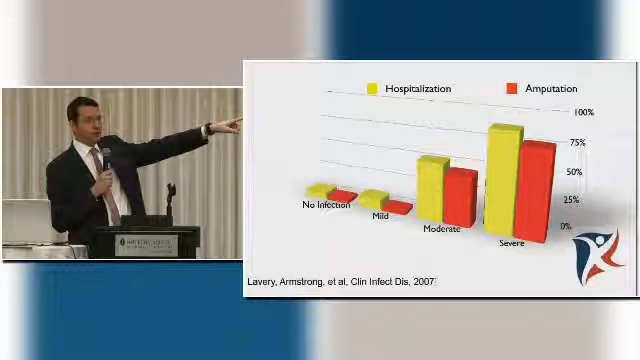 Hospitalization
Amputation
100%
75%
50%
25%
0%
No Infection
Mild
Moderate
Severe
Lavery, Armstrong, et al, Clin Infect Dis, 2007